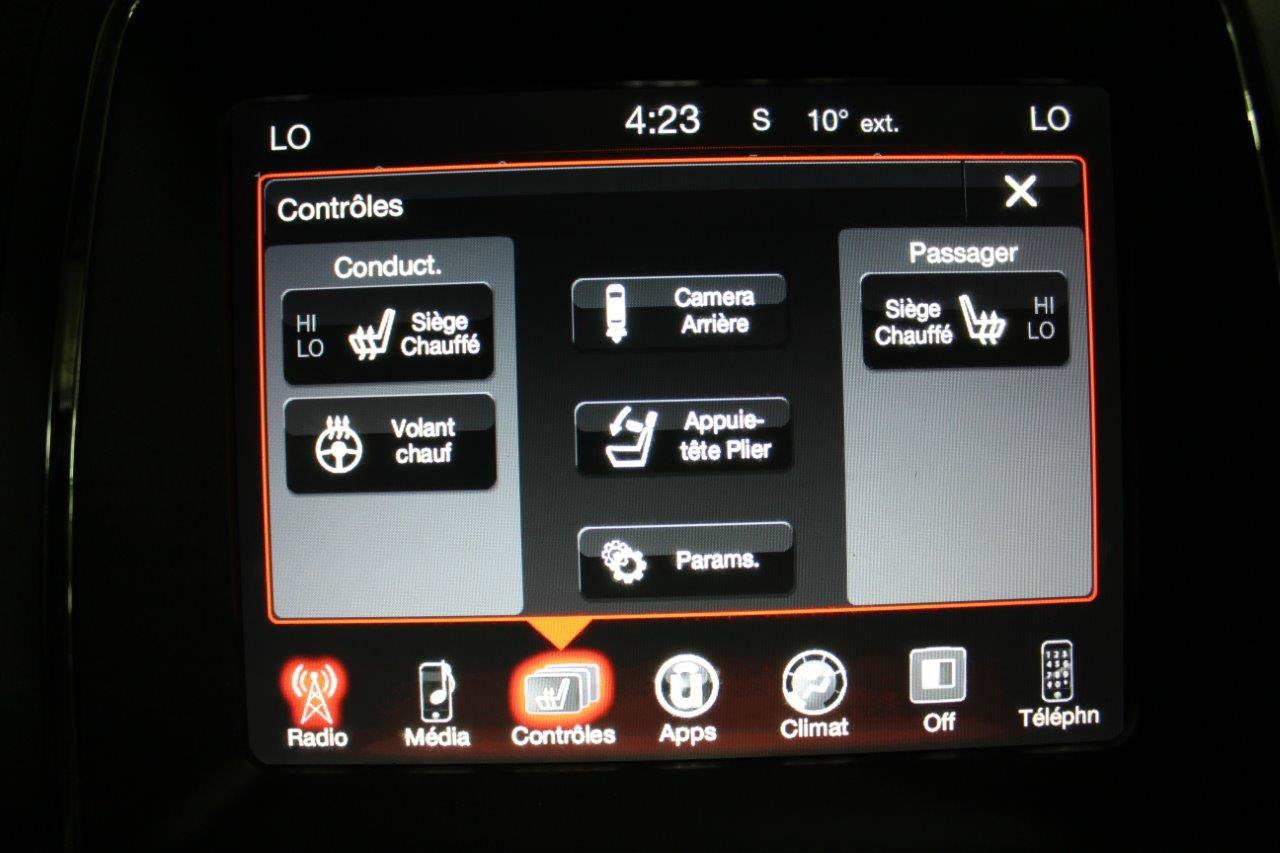 LO 4:23 S 10° ext. LO
Contrôles
Conduct.
Passager
HI
LO
Siège
Chauffé
Camera
Arrière
Siège
Chauffé
HI
LO
Volant
chauf
Appuie-
tête Plier
Params.
Radio Média Contrôles Apps Climat Off Téléphn